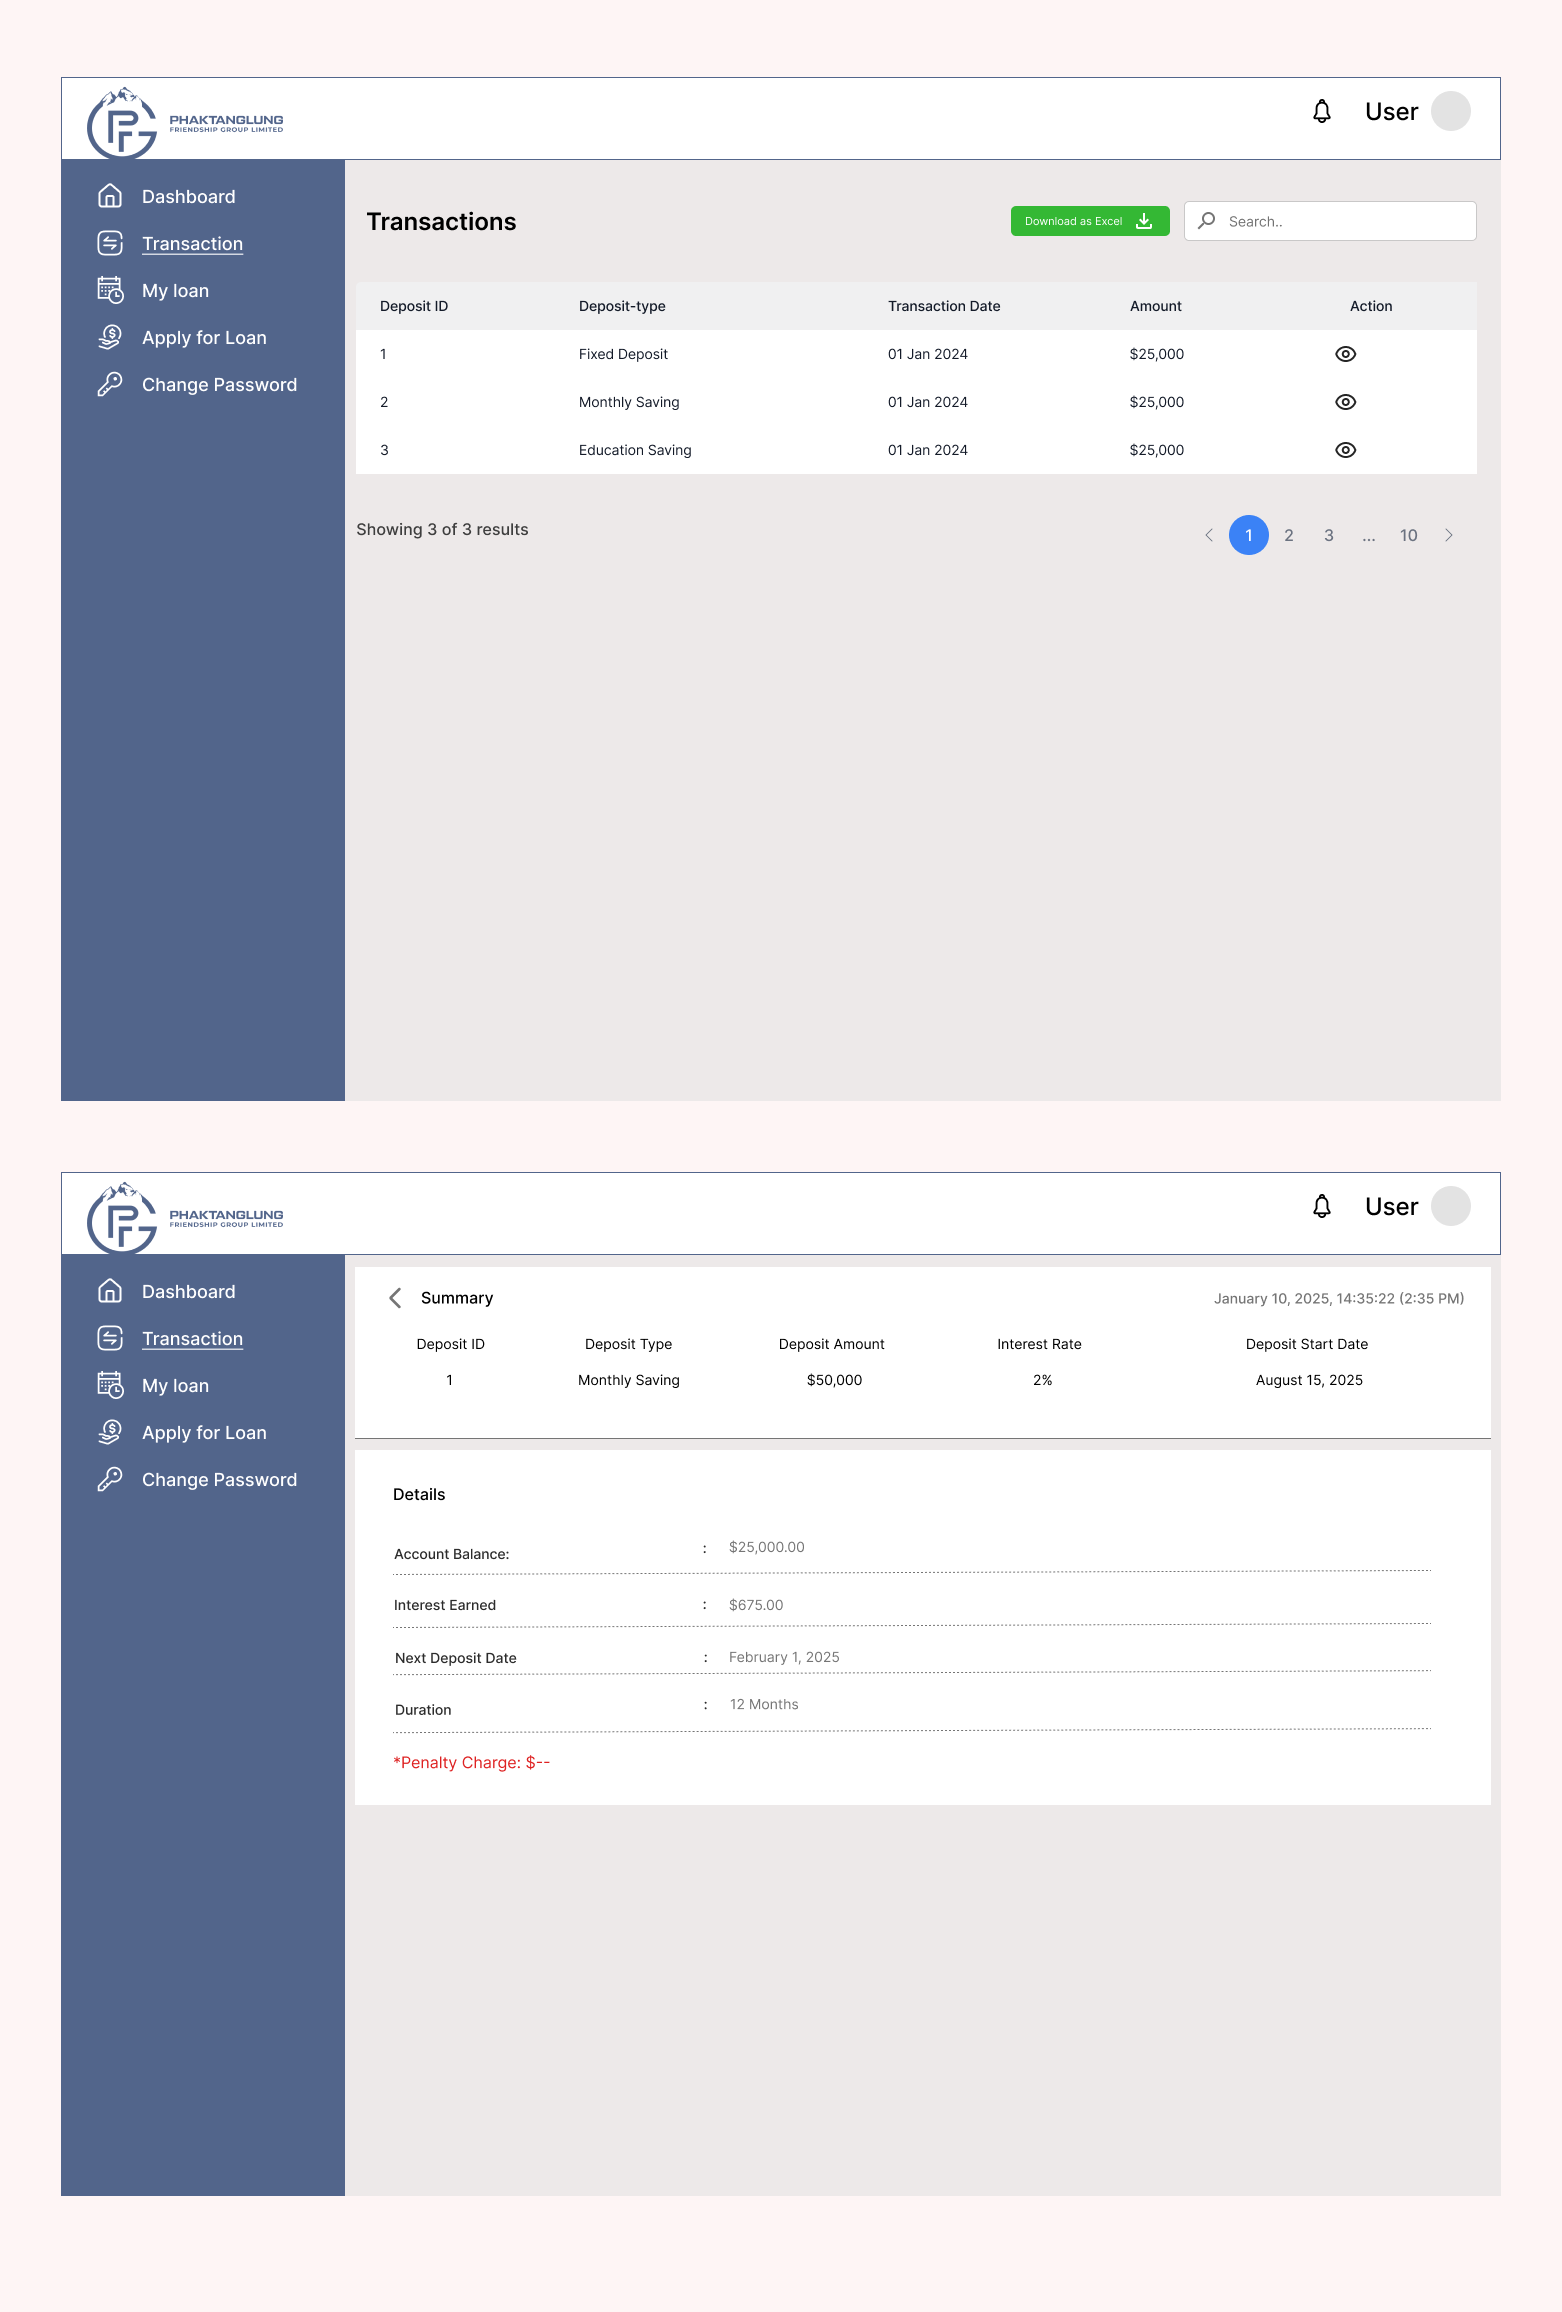 PHAKTANGLUNG
FRIENDSHIP GROUP LIMITED
User
Dashboard
Transaction
My loan
Apply for Loan
Change Password
Transactions
Download as Excel
Search..
Deposit ID Deposit-type Transaction Date Amount Action
1 Fixed Deposit 01 Jan 2024 $25,000
2 Monthly Saving 01 Jan 2024 $25,000
3 Education Saving 01 Jan 2024 $25,000
Showing 3 of 3 results
1 2 3 ... 10
PHAKTANGLUNG
FRIENDSHIP GROUP LIMITED
User
Dashboard
Transaction
My loan
Apply for Loan
Change Password
Summary January 10, 2025, 14:35:22 (2:35 PM)
Deposit ID Deposit Type Deposit Amount Interest Rate Deposit Start Date
1 Monthly Saving $50,000 2% August 15, 2025
Details
Account Balance: : $25,000.00
Interest Earned : $675.00
Next Deposit Date : February 1, 2025
Duration : 12 Months
*Penalty Charge: $--